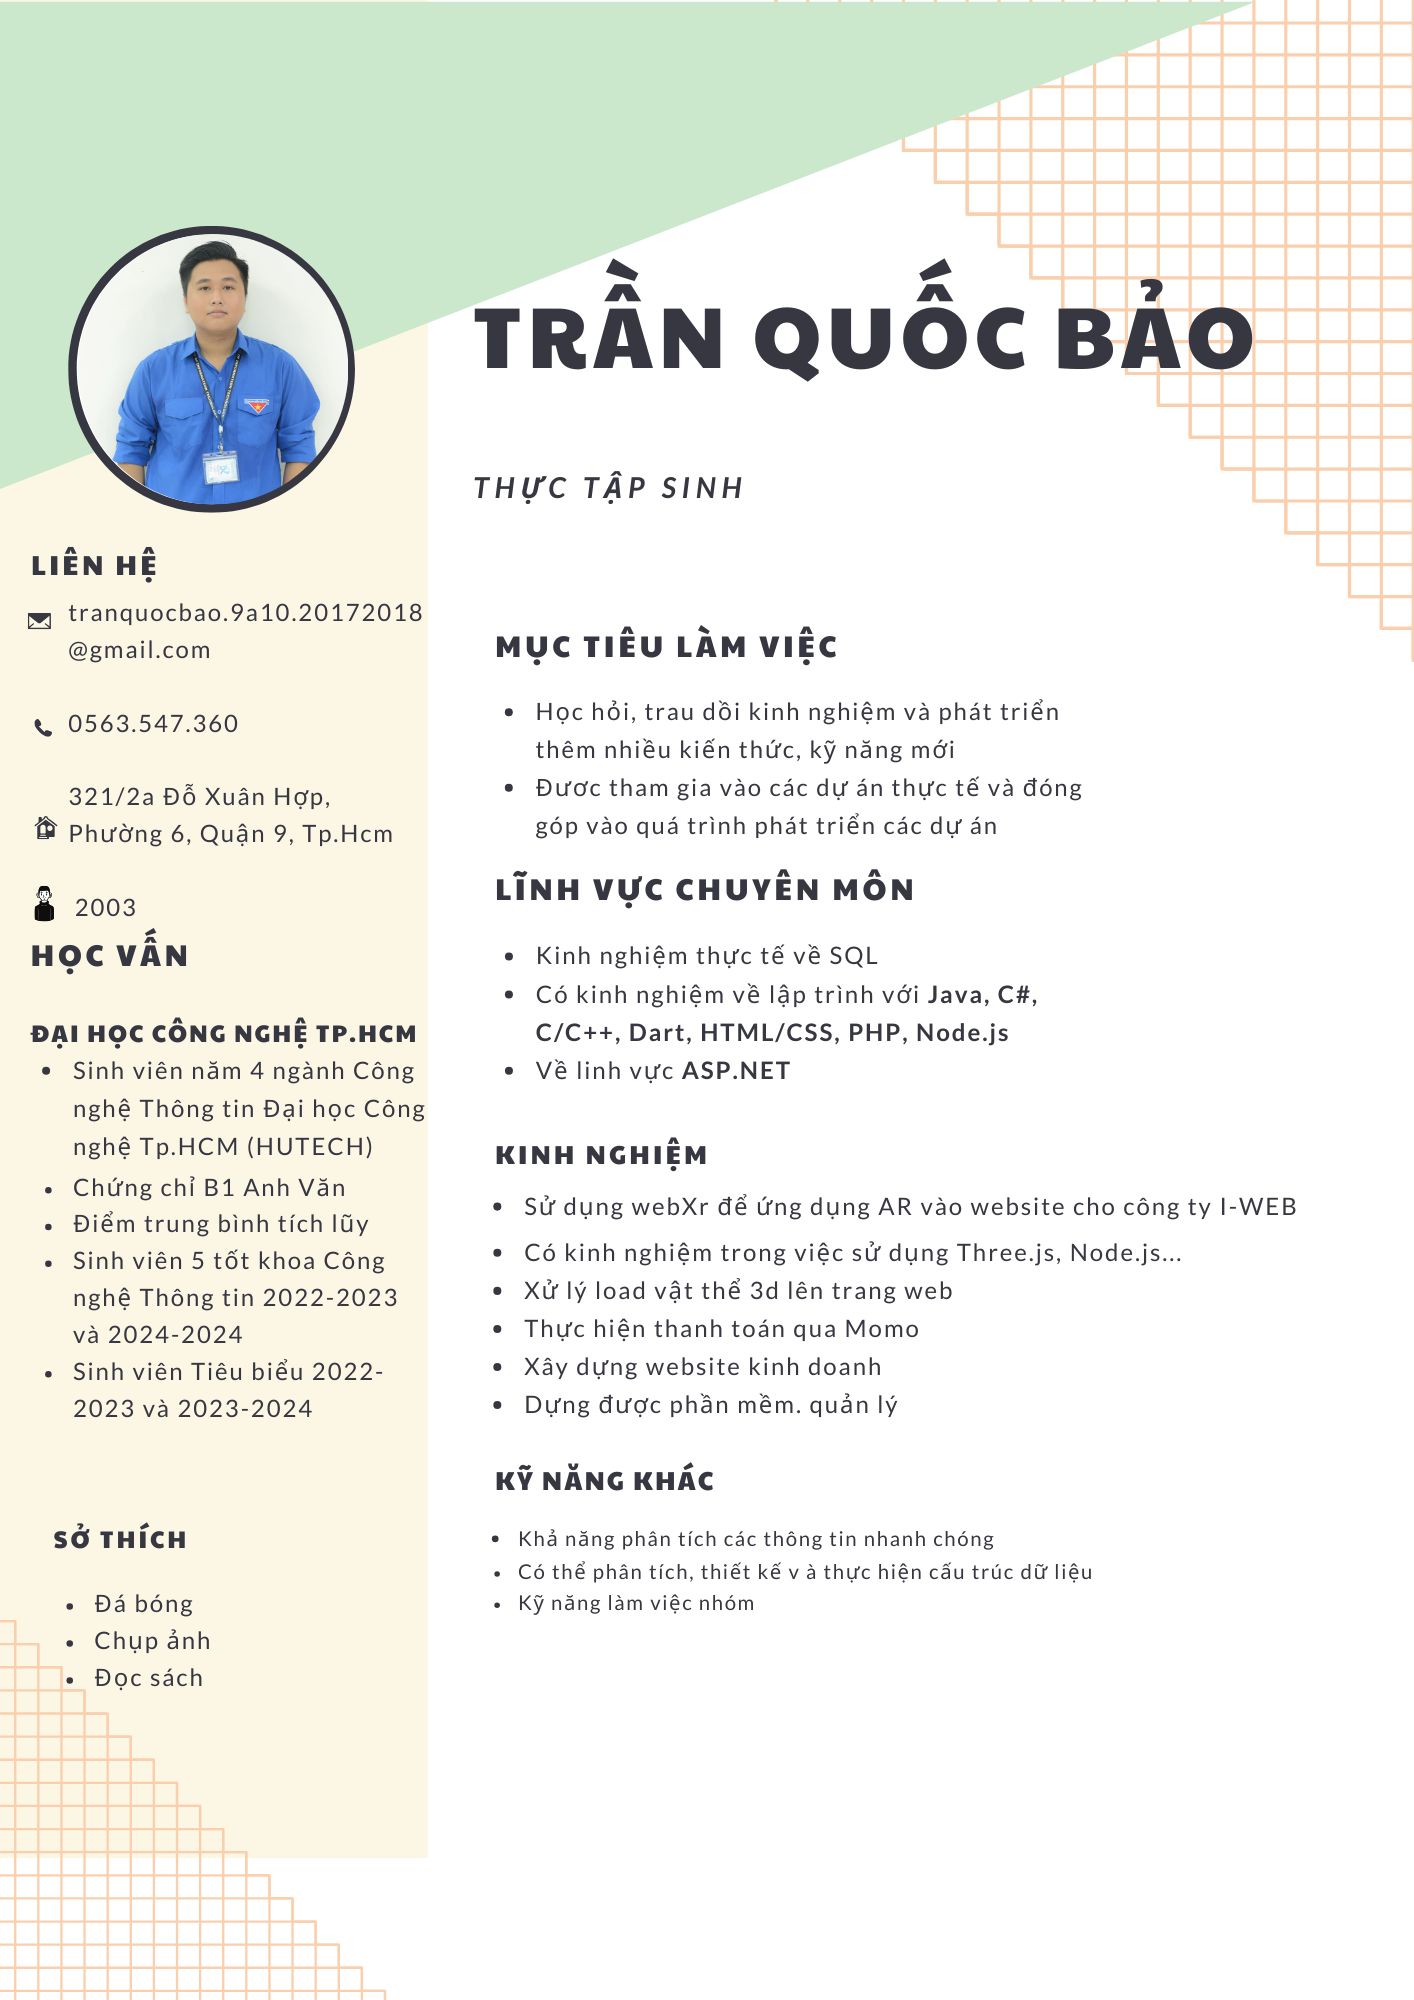 TRẦN QUỐC BẢO
THỰC TẬP SINH
LIÊN HỆ
tranquocbao.9a10.20172018
@gmail.com
0563.547.360
321/2a Đỗ Xuân Hợp,
Phường 6, Quận 9, Tp.Hcm
2003
HỌC VẤN
ĐẠI HỌC CÔNG NGHỆ TP.HCM
• Sinh viên năm 4 ngành Công
nghệ Thông tin Đại học Công
nghệ Tp.HCM (HUTECH)
• Chứng chỉ B1 Anh Văn
• Điểm trung bình tích lũy
• Sinh viên 5 tốt khoa Công
nghệ Thông tin 2022-2023
và 2024-2024
• Sinh viên Tiêu biểu 2022-
2023 và 2023-2024
SỞ THÍCH
• Đá bóng
• Chụp ảnh
• Đọc sách
MỤC TIÊU LÀM VIỆC
• Học hỏi, trau dồi kinh nghiệm và phát triển
thêm nhiều kiến thức, kỹ năng mới
• Đươc tham gia vào các dự án thực tế và đóng
góp vào quá trình phát triển các dự án
LĨNH VỰC CHUYÊN MÔN
• Kinh nghiệm thực tế về SQL
• Có kinh nghiệm về lập trình với Java, C#,
C/C++, Dart, HTML/CSS, PHP, Node.js
• Về linh vực ASP.NET
KINH NGHIỆM
• Sử dụng webXr để ứng dụng AR vào website cho công ty I-WEB
• Có kinh nghiệm trong việc sử dụng Three.js, Node.js...
• Xử lý load vật thể 3d lên trang web
• Thực hiện thanh toán qua Momo
• Xây dựng website kinh doanh
• Dựng được phần mềm. quản lý
KỸ NĂNG KHÁC
• Khả năng phân tích các thông tin nhanh chóng
• Có thể phân tích, thiết kế v à thực hiện cấu trúc dữ liệu
• Kỹ năng làm việc nhóm